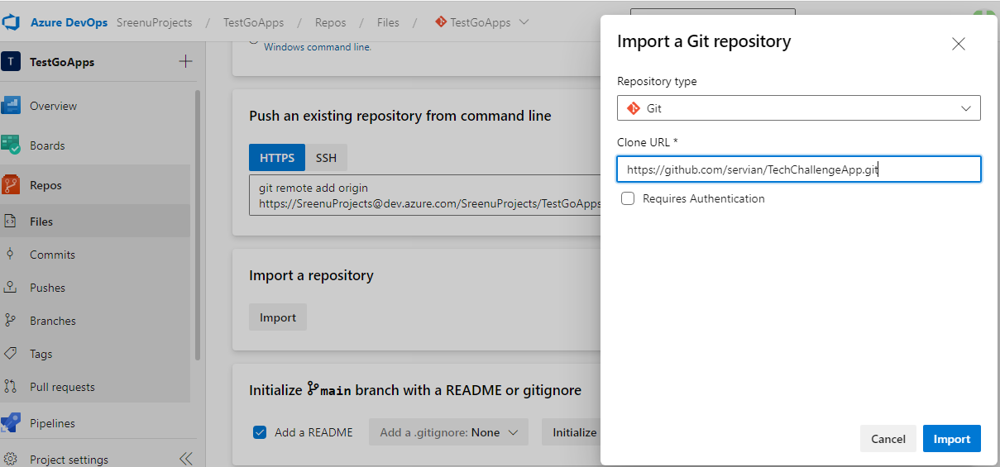 Azure DevOps SreenuProjects / TestGoApps / Repos / Files / TestGoApps
T TestGoApps
Overview
Boards
Repos
Files
Commits
Pushes
Branches
Tags
Pull requests
Pipelines
Project settings
Windows command line.
Push an existing repository from command line
HTTPS SSH
git remote add origin
https://SreenuProjects@dev.azure.com/SreenuProjects/TestGoApps
Import a repository
Import
Initialize main branch with a README or gitignore
Add a README Add a .gitignore: None Initialize
Import a Git repository
Repository type
Git
Clone URL *
https://github.com/servian/TechChallengeApp.git
Requires Authentication
Cancel Import